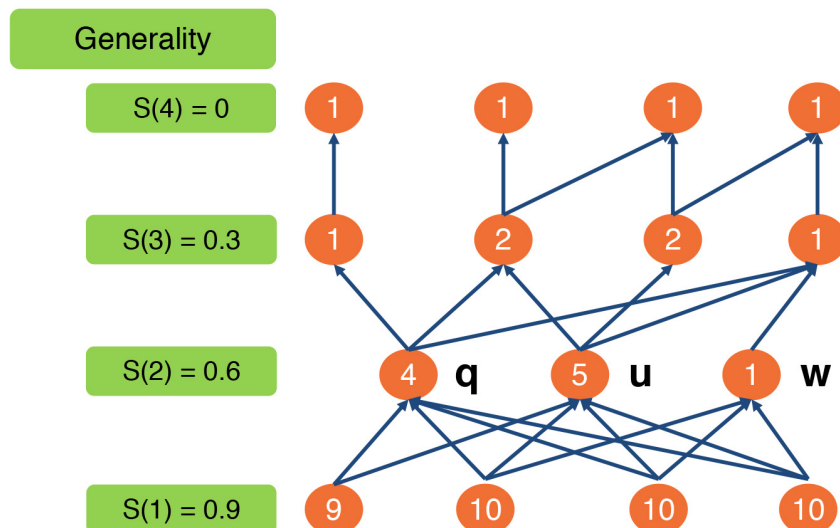 Generality
S(4) = 0 1 1 1 1
S(3) = 0.3 1 2 2 1
S(2) = 0.6 4 q 5 u 1 w
S(1) = 0.9 9 10 10 10